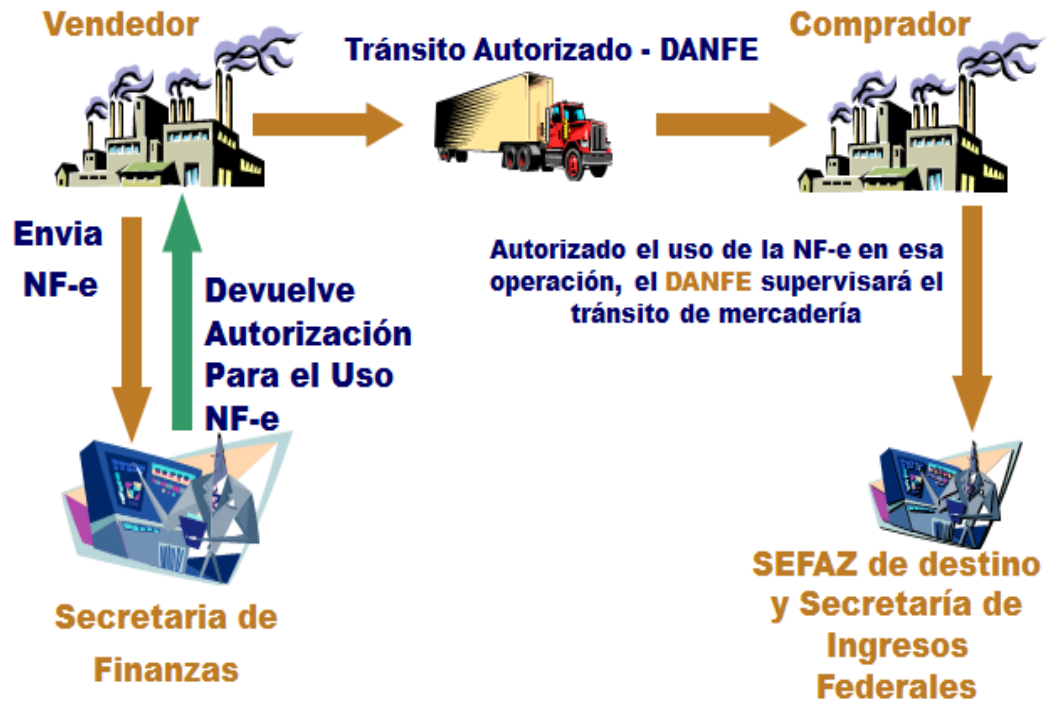 Vendedor
Tránsito Autorizado - DANFE
Comprador
Envia
NF-e
Devuelve
Autorización
Para el Uso
NF-e
Autorizado el uso de la NF-e en esa
operación, el DANFE supervisará el
tránsito de mercadería
Secretaria de
Finanzas
SEFAZ de destino
y Secretaría de
Ingresos
Federales